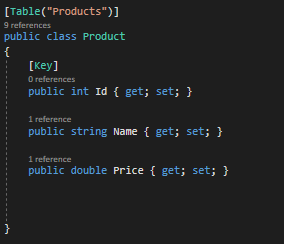 [Table("Products")]
9 references
public class Product
{
[Key]
0 references
public int Id { get; set; }
1 reference
public string Name { get; set; }
1 reference
public double Price { get; set; }
}